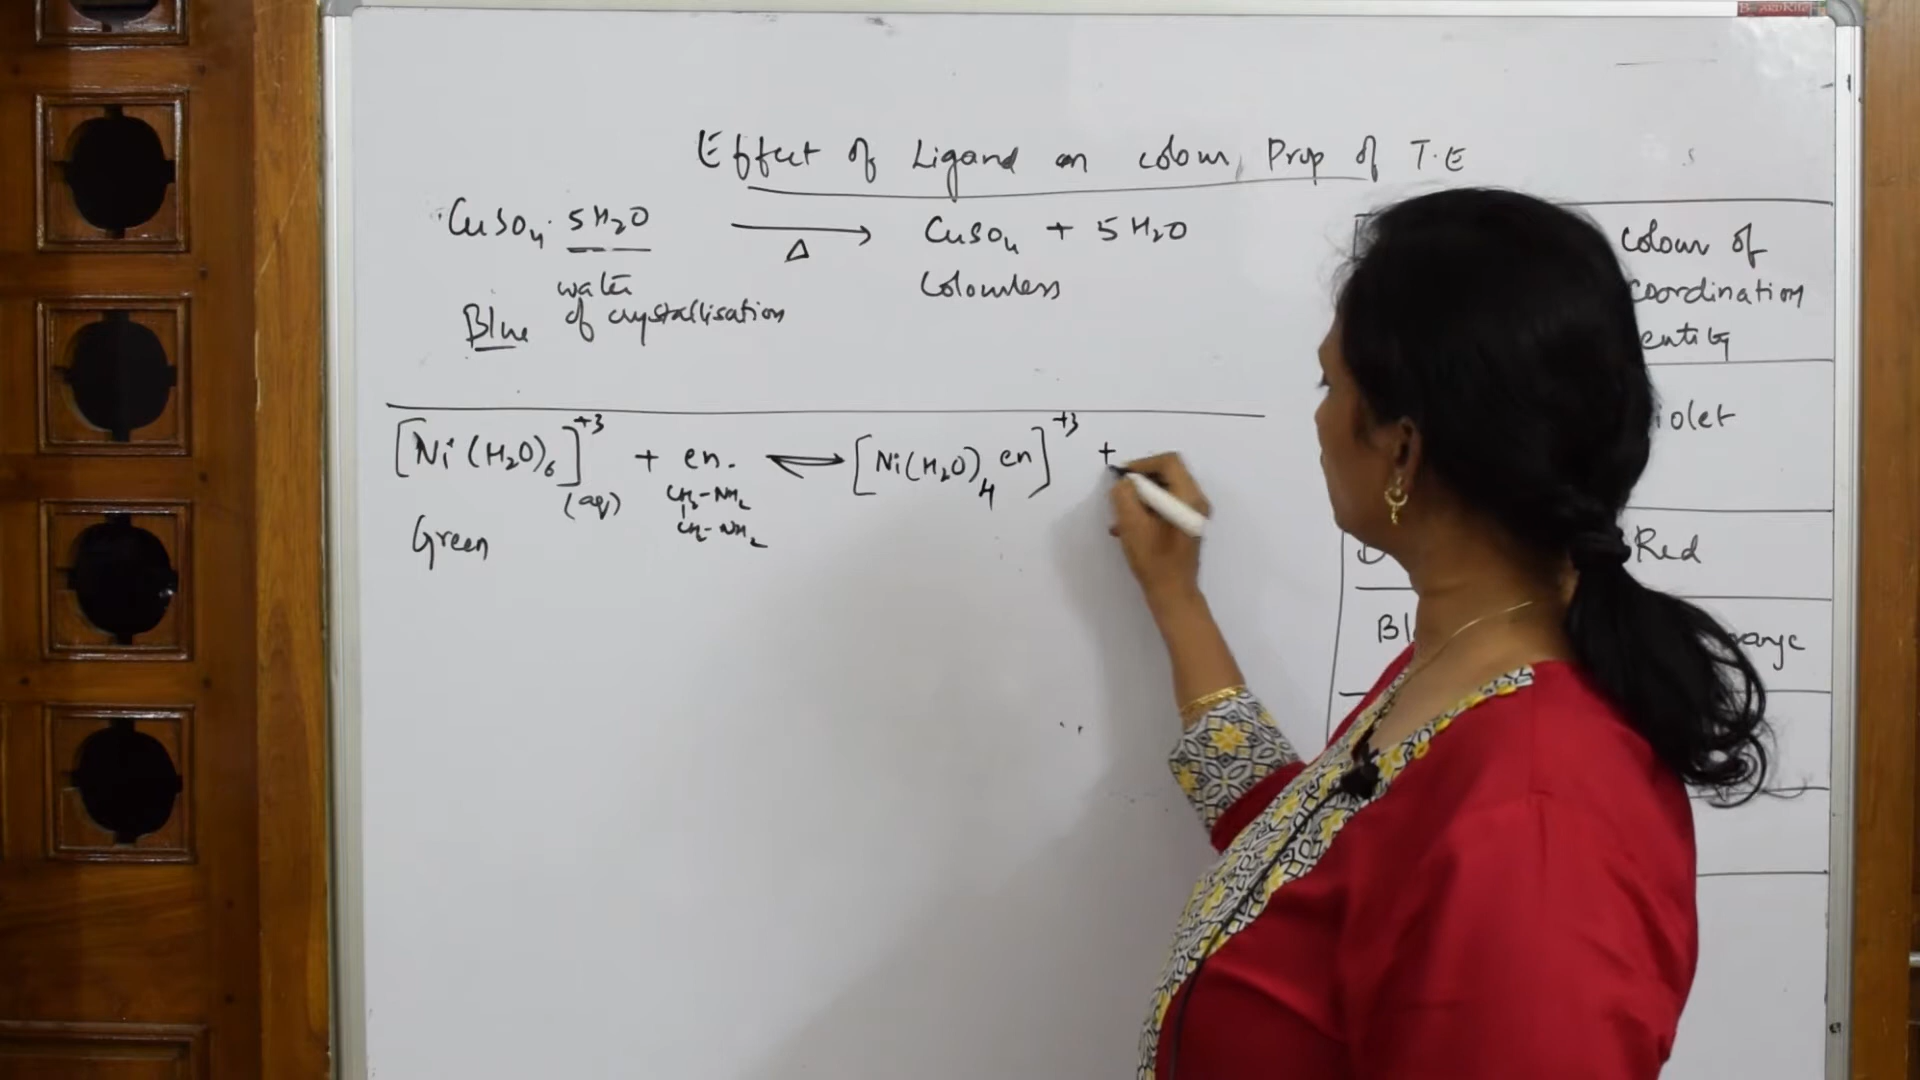 Effect of Ligand on colour Prop of T.E
CuSO4 . 5H2O → CuSO4 + 5H2O
Δ
water
of crystallisation
Blue
Colourless
[Ni(H2O)6]+3 (aq) + en. ⇌ [Ni(H2O)4 en]+3 +
CH2-NH2
CH2-NH2
Green
Colour of
coordination
entity
iolet
Red
Bl